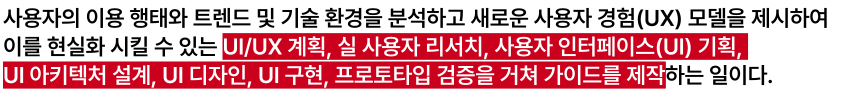 사용자의 이용 행태와 트렌드 및 기술 환경을 분석하고 새로운 사용자 경험(UX) 모델을 제시하여
이를 현실화 시킬 수 있는 UI/UX 계획, 실 사용자 리서치, 사용자 인터페이스(UI) 기획,
UI 아키텍처 설계, UI 디자인, UI 구현, 프로토타입 검증을 거쳐 가이드를 제작하는 일이다.